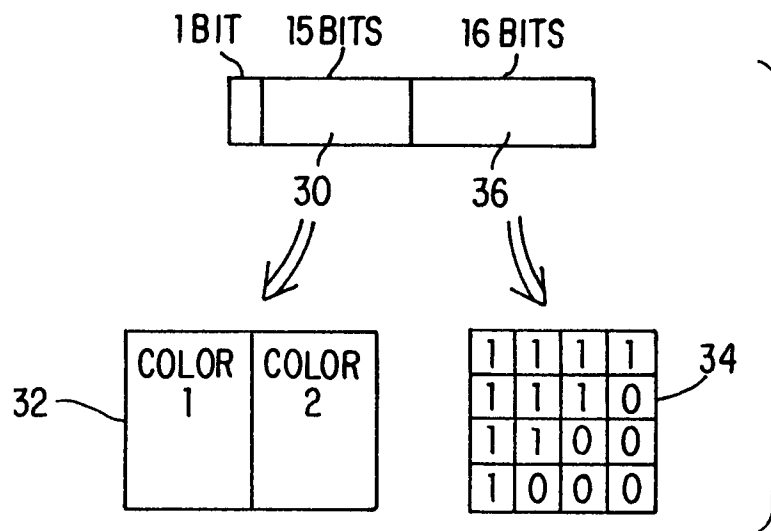 1 BIT 15 BITS 16 BITS
30 36
COLOR COLOR
1 2
32
1 1 1 1
1 1 1 0
1 1 0 0
1 0 0 0
34